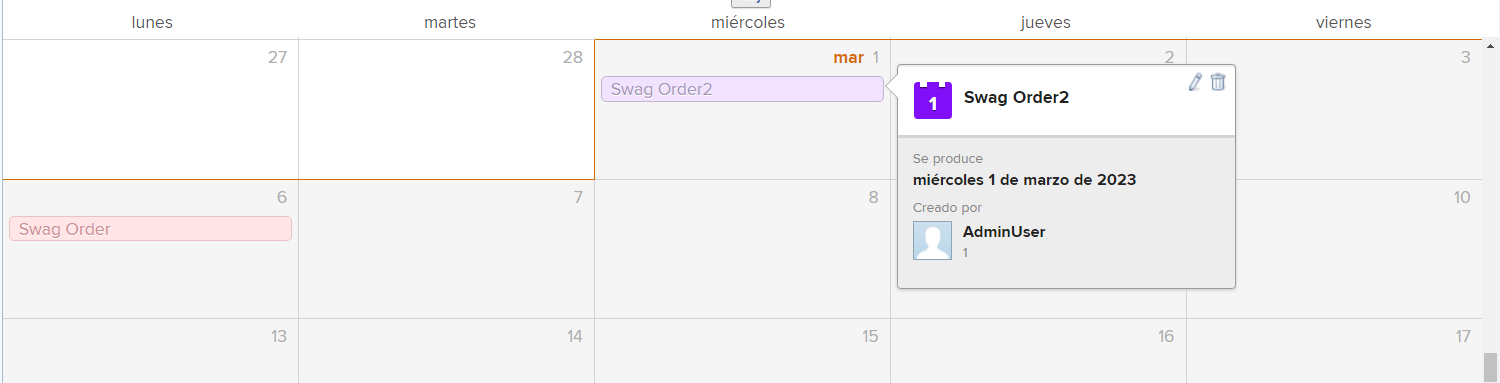 lunes martes miércoles jueves viernes
27 28 mar 1 2 3
Swag Order2
1 Swag Order2
Se produce
miércoles 1 de marzo de 2023
Creado por
AdminUser
1
6 7 8 10
Swag Order
13 14 15 16 17